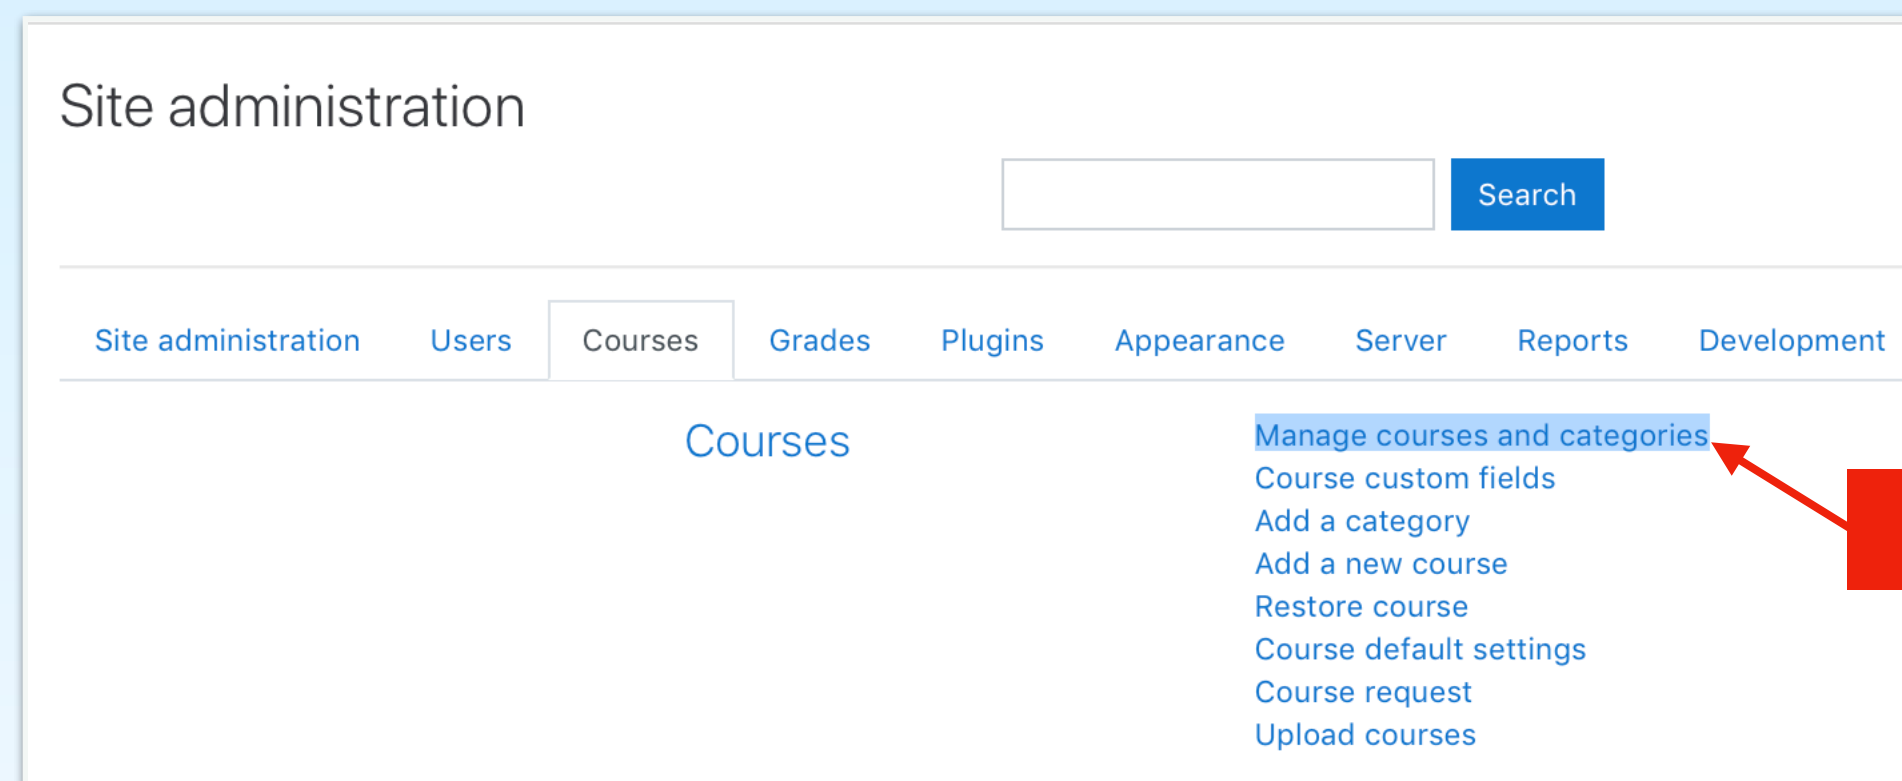 Site administration
Search
Site administration Users Courses Grades Plugins Appearance Server Reports Development
Courses
Manage courses and categories
Course custom fields
Add a category
Add a new course
Restore course
Course default settings
Course request
Upload courses